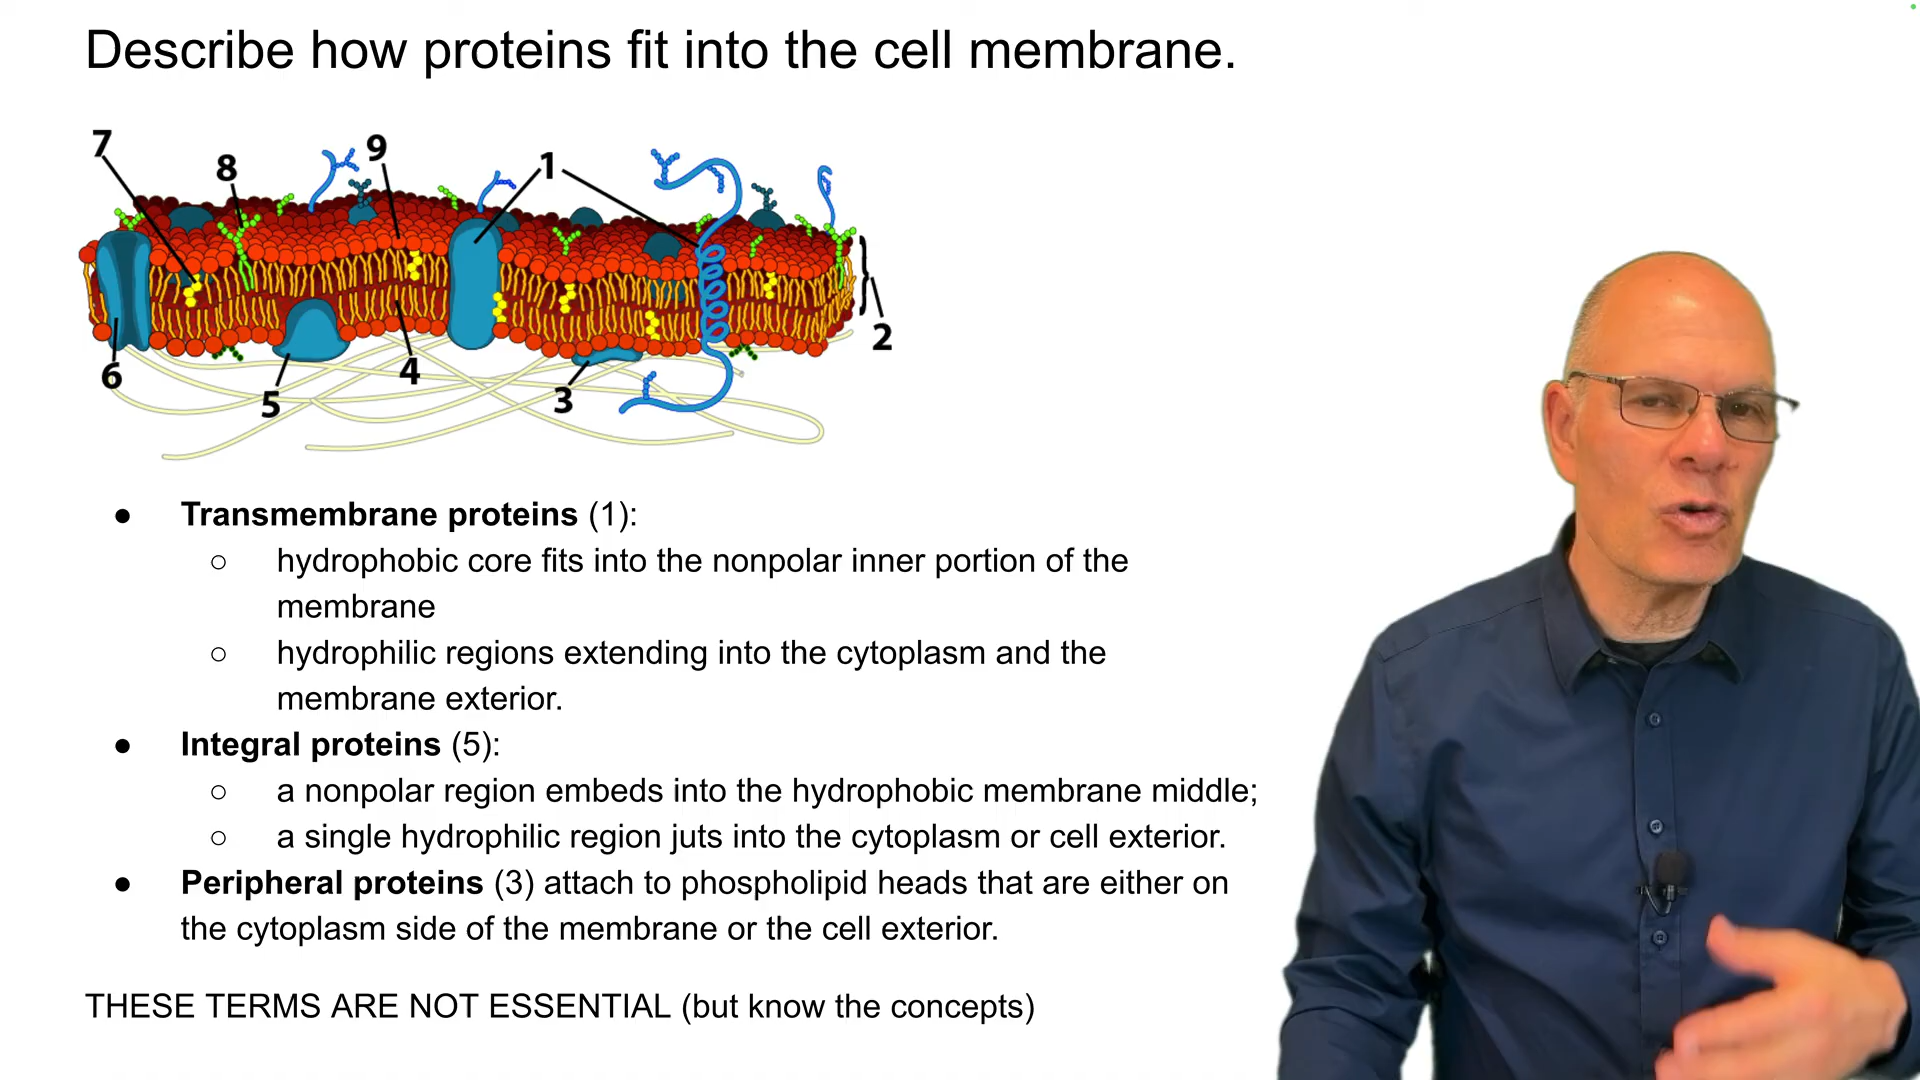 Describe how proteins fit into the cell membrane.
7
8
9
1
2
6
5
4
3
● Transmembrane proteins (1):
○ hydrophobic core fits into the nonpolar inner portion of the
membrane
○ hydrophilic regions extending into the cytoplasm and the
membrane exterior.
● Integral proteins (5):
○ a nonpolar region embeds into the hydrophobic membrane middle;
○ a single hydrophilic region juts into the cytoplasm or cell exterior.
● Peripheral proteins (3) attach to phospholipid heads that are either on
the cytoplasm side of the membrane or the cell exterior.
THESE TERMS ARE NOT ESSENTIAL (but know the concepts)